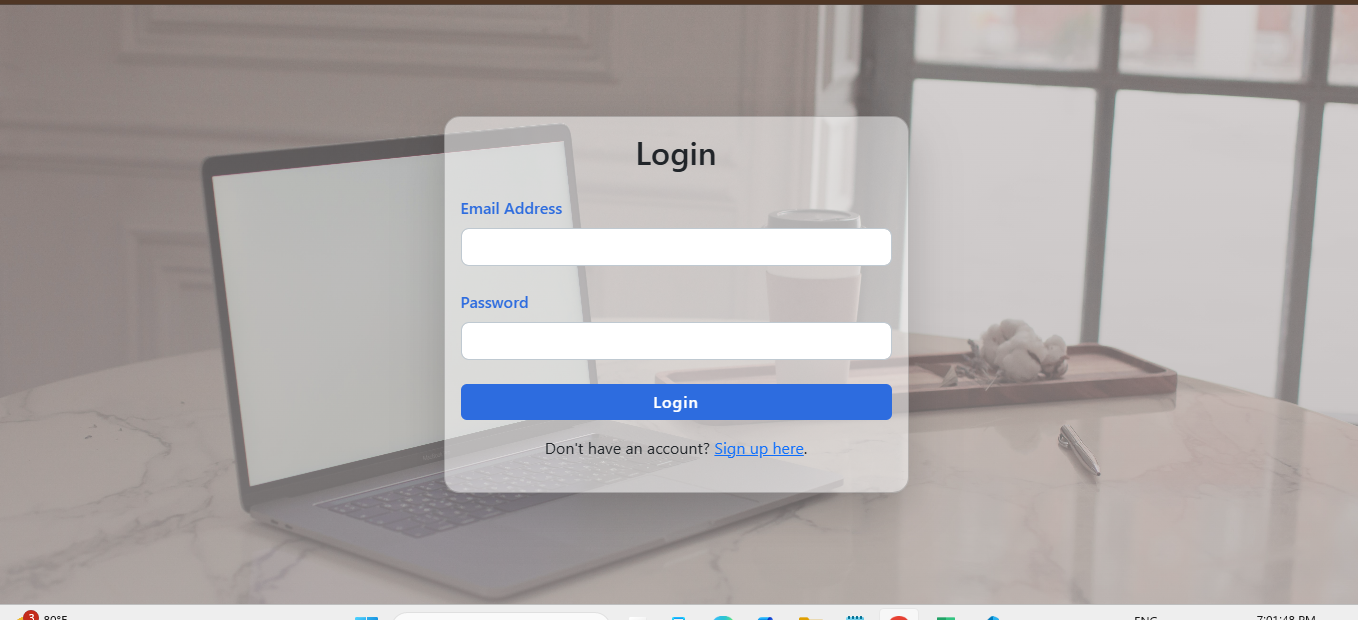 Login
Email Address
Password
Login
Don't have an account? Sign up here.
3 80°F
ENG
7:01:48 PM